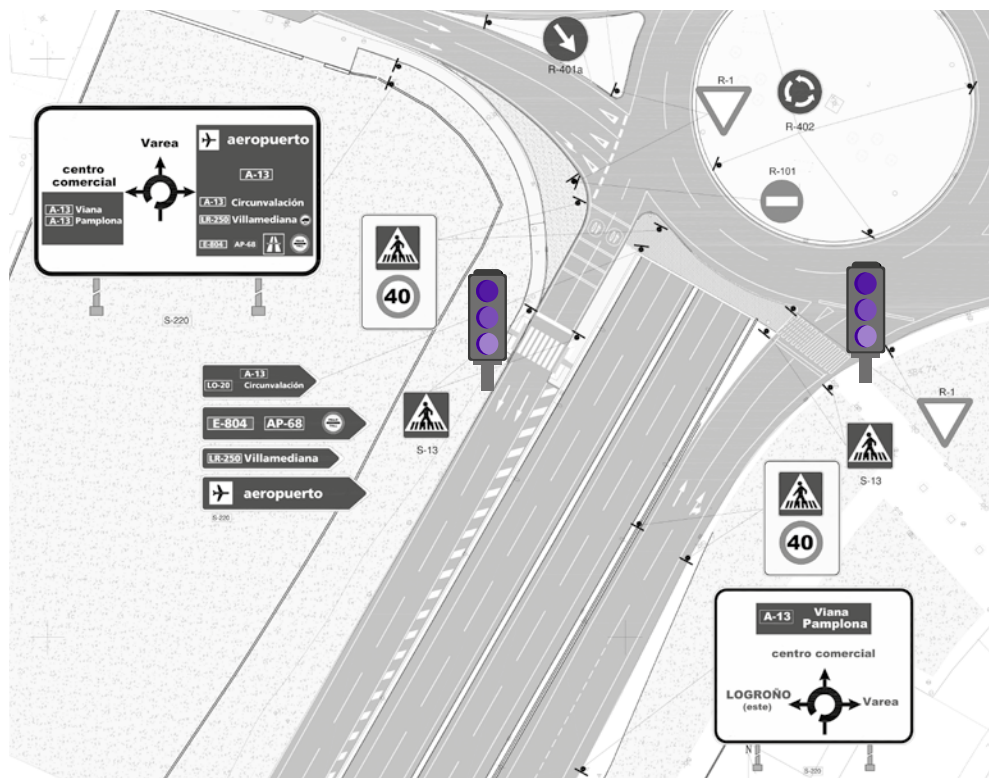 R-401a
R-1
R-402
R-101
Varea
aeropuerto
centro
comercial
A-13
A-13 Viana
A-13 Pamplona
A-13 Circunvalación
LR-250 Villamediana
E-804 AP-68
S-220
40
A-13
LO-20 Circunvalación
E-804 AP-68
LR-250 Villamediana
aeropuerto
S-200
S-13
R-1
S-13
40
A-13 Viana
Pamplona
centro comercial
LOGROÑO
(este)
Varea
N
S-220